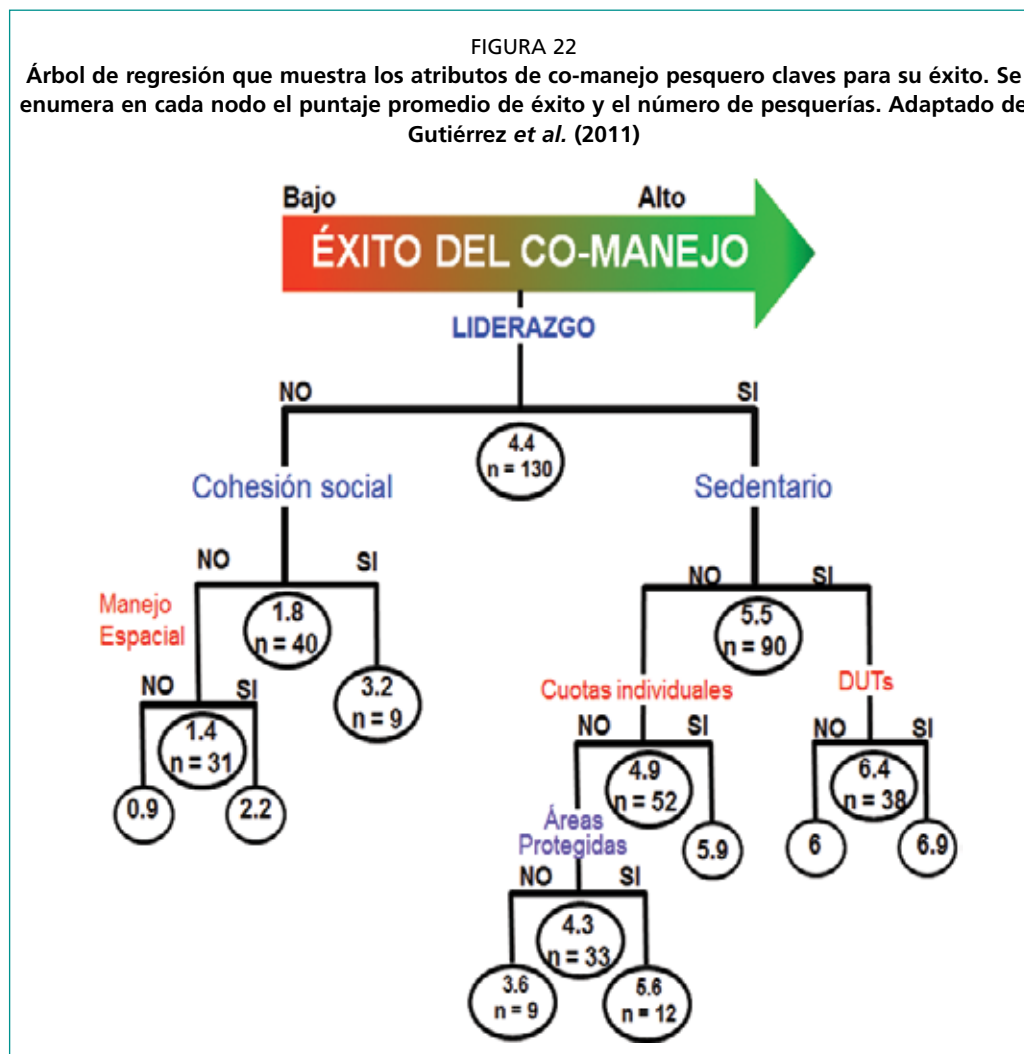 FIGURA 22
Árbol de regresión que muestra los atributos de co-manejo pesquero claves para su éxito. Se
enumera en cada nodo el puntaje promedio de éxito y el número de pesquerías. Adaptado de
Gutiérrez et al. (2011)
Bajo Alto
ÉXITO DEL CO-MANEJO
LIDERAZGO
NO SI
4.4
n = 130
Cohesión social Sedentario
NO SI NO SI
Manejo
Espacial
1.8
n = 40
5.5
n = 90
NO SI
3.2
n = 9
Cuotas individuales DUTs
1.4
n = 31
NO SI NO SI
0.9 2.2
4.9
n = 52
6.4
n = 38
Áreas
Protegidas
5.9 6 6.9
NO SI
4.3
n = 33
3.6
n = 9
5.6
n = 12